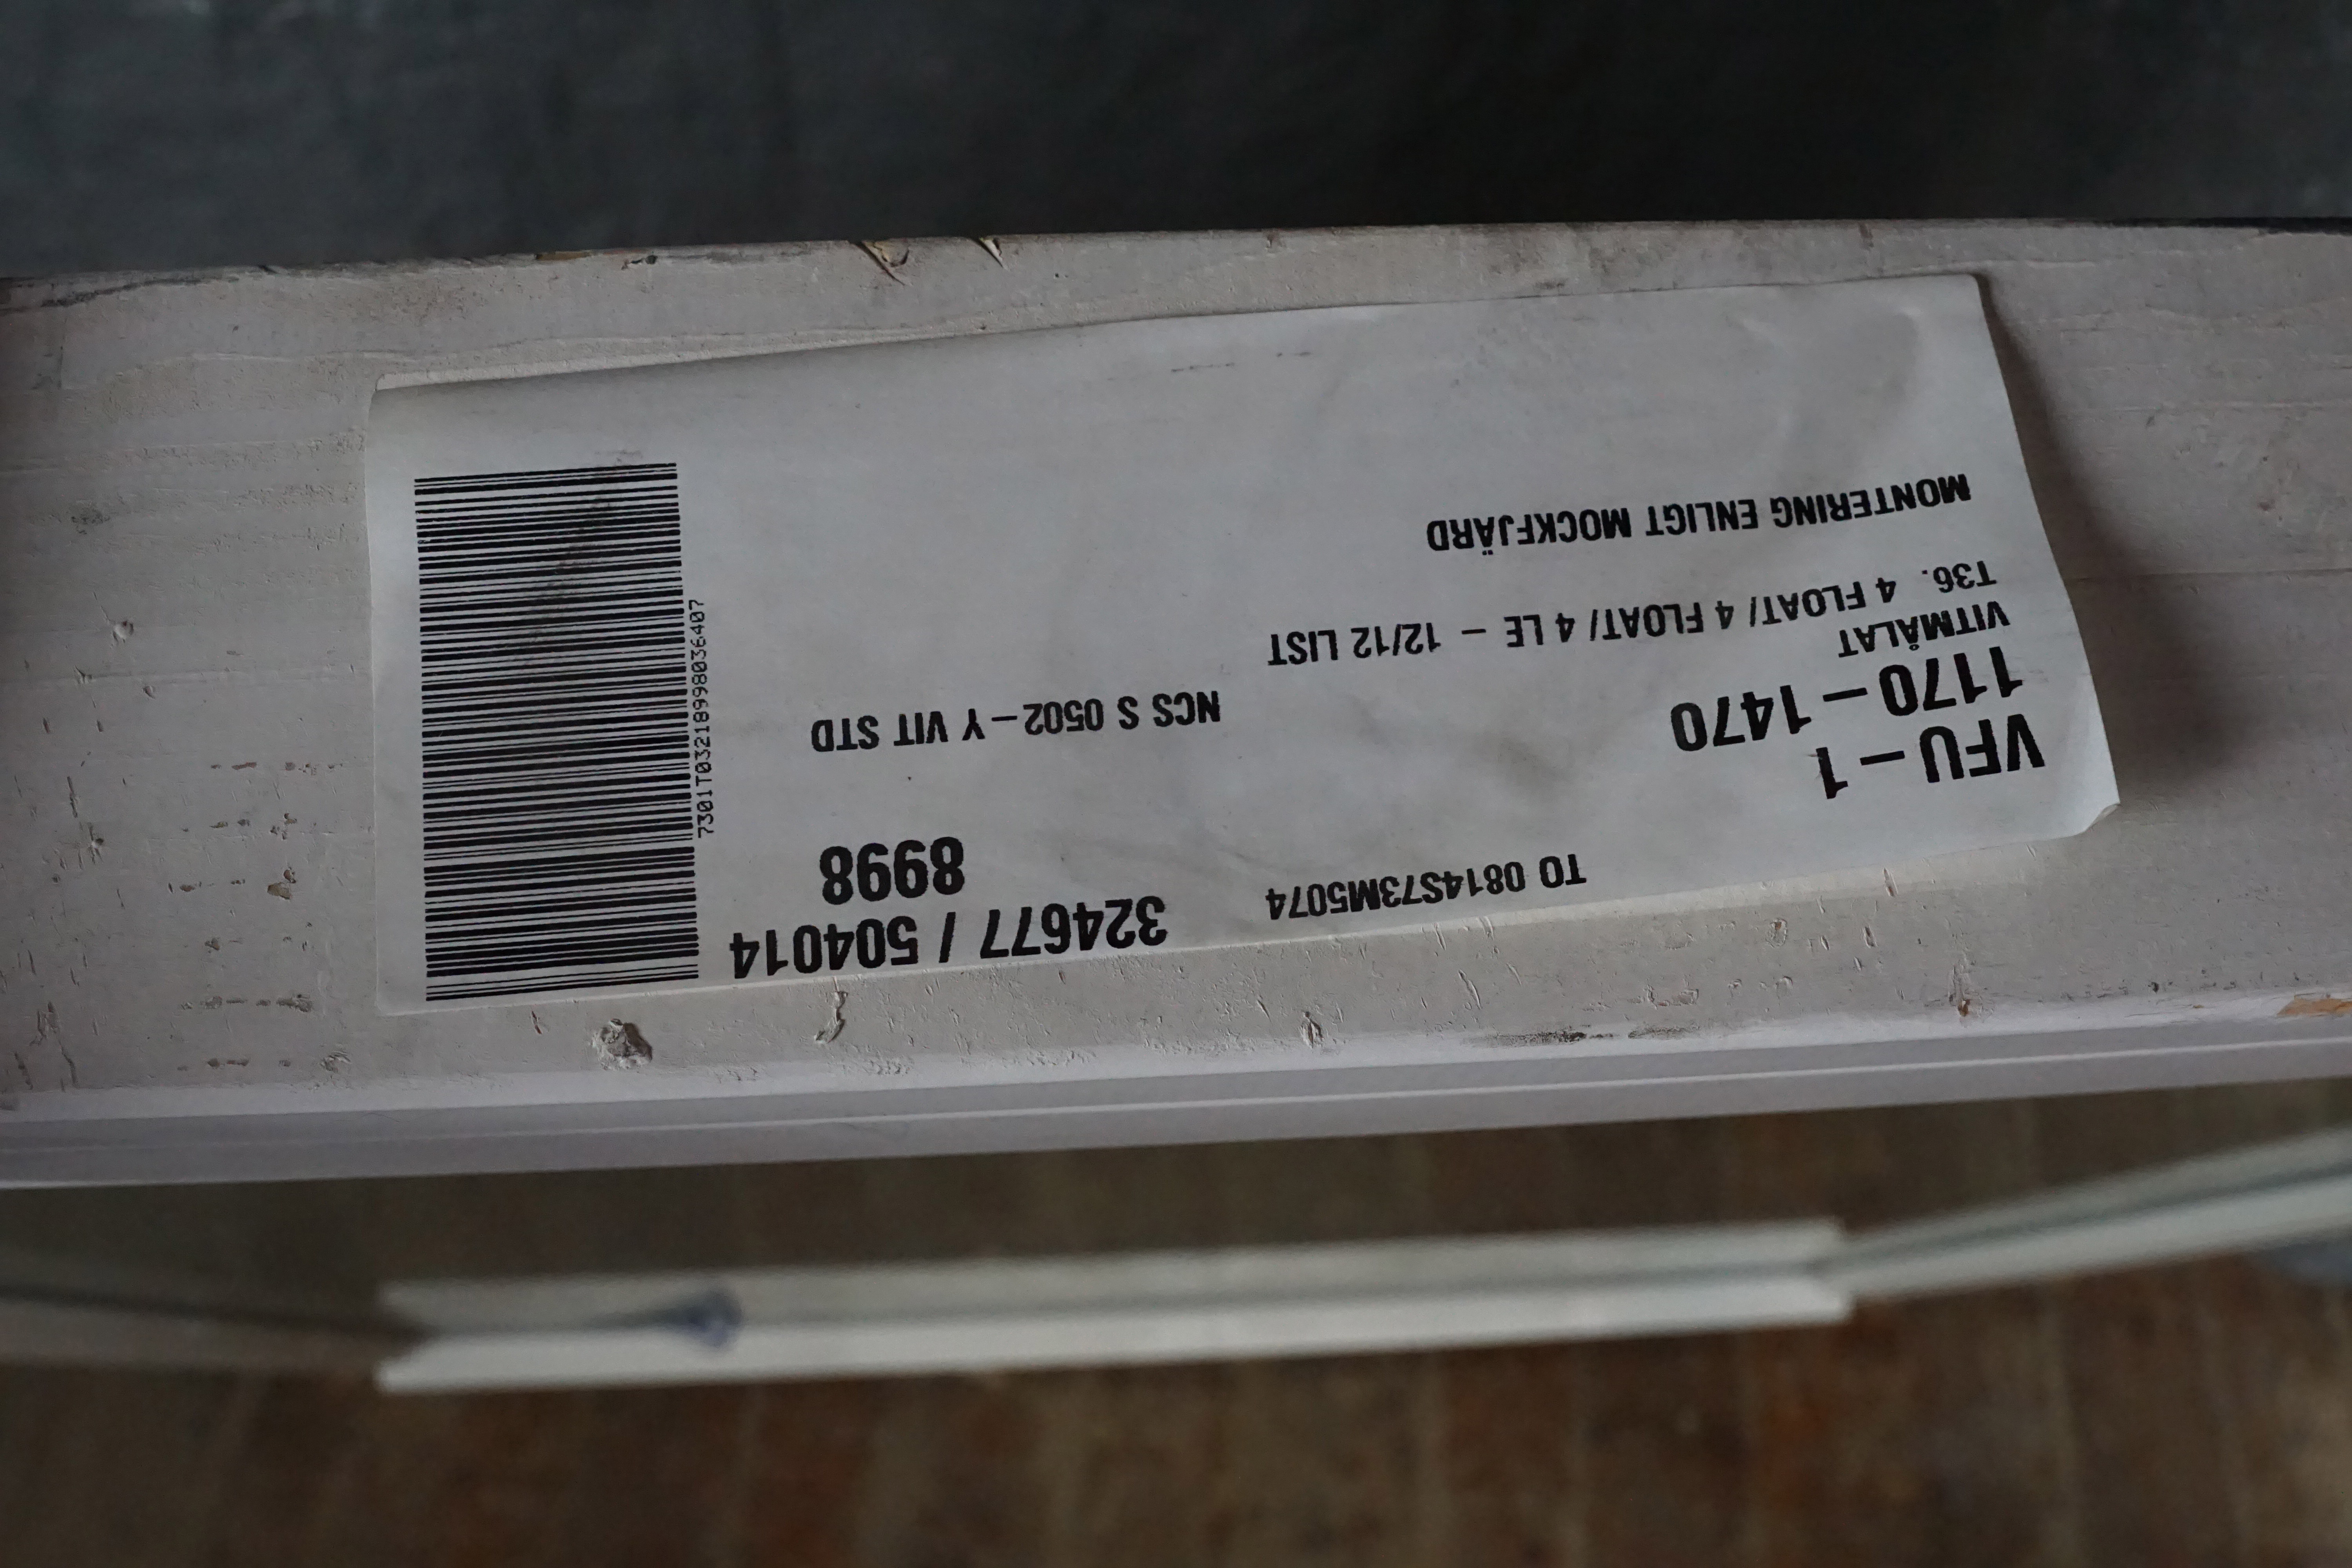 TO 0814S73M5074
324677 / 504014
8998
VFU-1
1170-1470
VITMÅLAT
NCS S 0502-Y VIT STD
T36. 4 FLOAT/ 4 FLOAT/ 4 LE - 12/12 LIST
MONTERING ENLIGT MOCKFJÄRD
7301T03218998036407